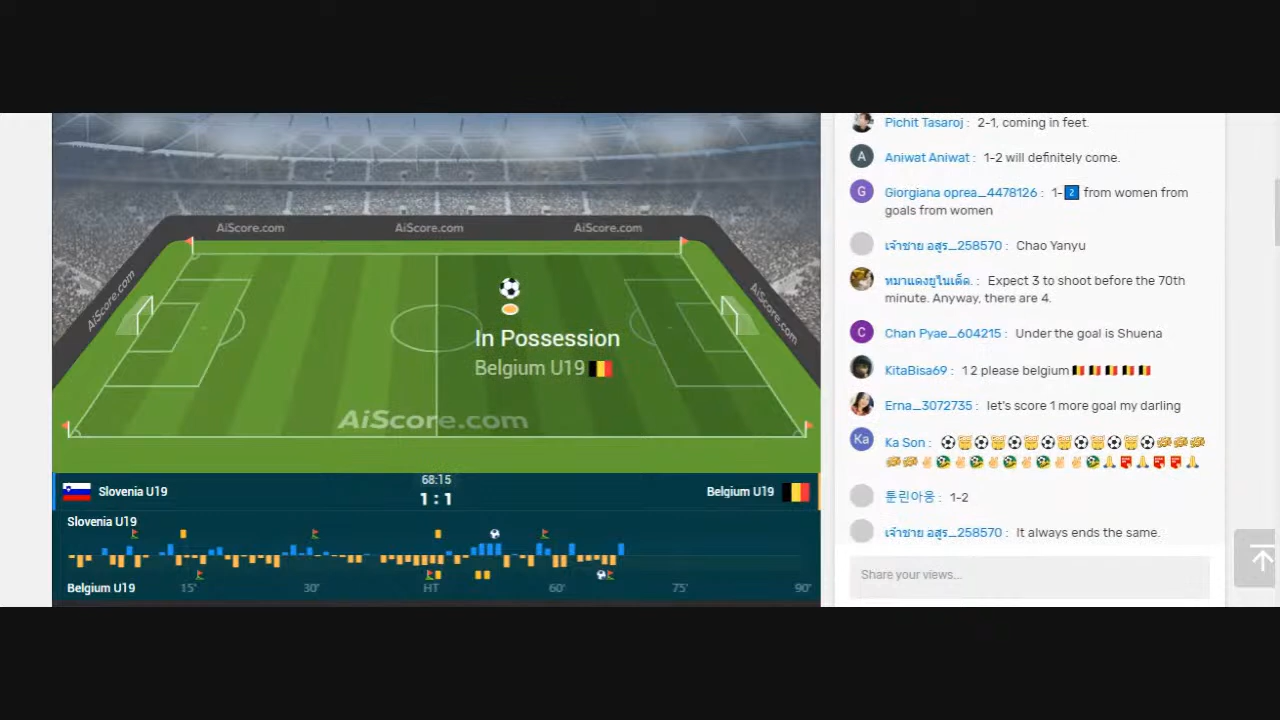 AiScore.com
AiScore.com
AiScore.com
AiScore.com
AiScore.com
In Possession
Belgium U19
AiScore.com
Slovenia U19
68:15
1 : 1
Belgium U19
Slovenia U19
Belgium U19
15'
30'
HT
60'
75'
90'
Pichit Tasaroj : 2-1, coming in feet.
A
Aniwat Aniwat : 1-2 will definitely come.
G
Giorgiana oprea_4478126 : 1-2 from women from
goals from women
เจ้าชาย อสูร_258570 : Chao Yanyu
หมาแดงยูไนเต็ด. : Expect 3 to shoot before the 70th
minute. Anyway, there are 4.
C
Chan Pyae_604215 : Under the goal is Shuena
KitaBisa69 : 1 2 please belgium
Erna_3072735 : let's score 1 more goal my darling
Ka
Ka Son :
툰린아웅 : 1-2
เจ้าชาย อสูร_258570 : It always ends the same.
Share your views...